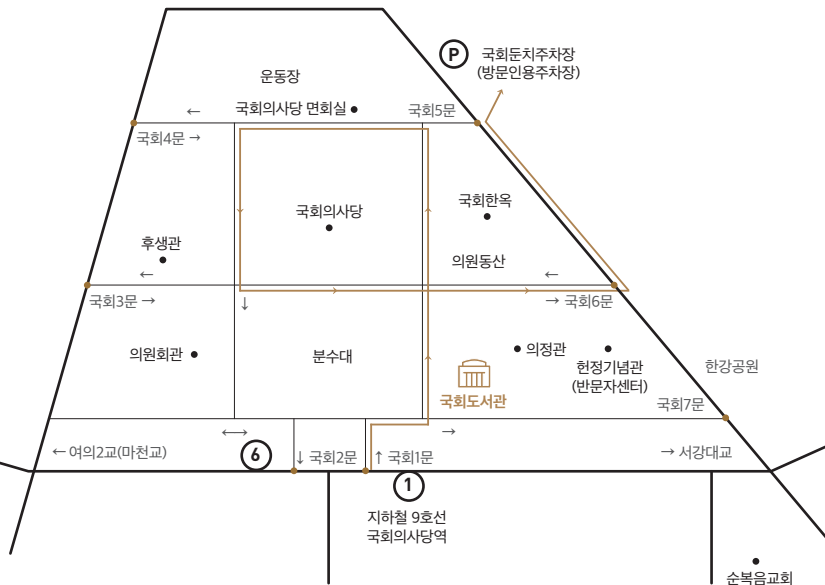 P
국회둔치주차장
(방문인용주차장)
운동장
←
국회의사당 면회실
국회5문
국회4문 →
국회한옥
국회의사당
후생관
의원동산
←
←
국회3문 →
↓
→ 국회6문
의원회관
분수대
의정관
헌정기념관
(반문자센터)
한강공원
국회도서관
국회7문
←→
→
← 여의2교(마천교)
6
↓ 국회2문
↑ 국회1문
→ 서강대교
1
지하철 9호선
국회의사당역
순복음교회